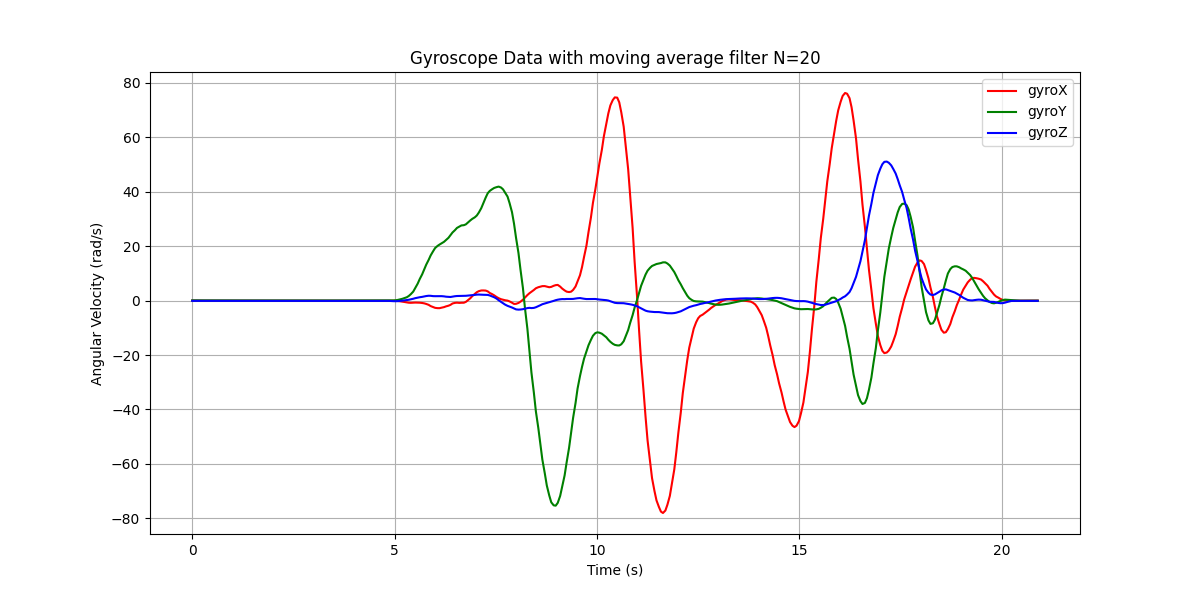 Gyroscope Data with moving average filter N=20
gyroX
gyroY
gyroZ
Angular Velocity (rad/s)
80
60
40
20
0
−20
−40
−60
−80
0 5 10 15 20
Time (s)